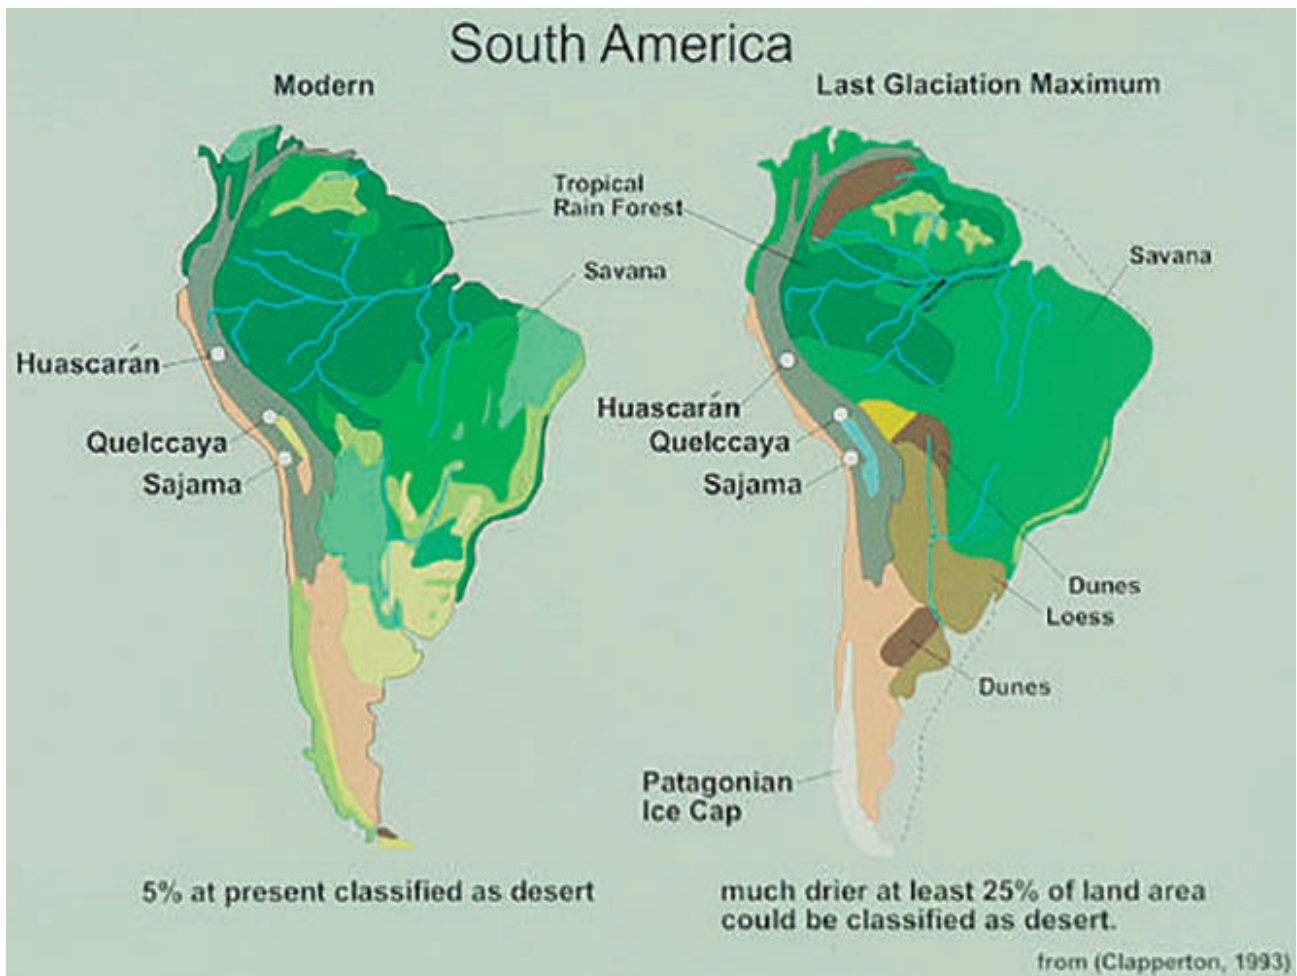 South America
Modern
Last Glaciation Maximum
Tropical
Rain Forest
Savana
Savana
Huascarán
Huascarán
Quelccaya
Quelccaya
Sajama
Sajama
Dunes
Loess
Dunes
Patagonian
Ice Cap
5% at present classified as desert
much drier at least 25% of land area
could be classified as desert.
from (Clapperton, 1993)